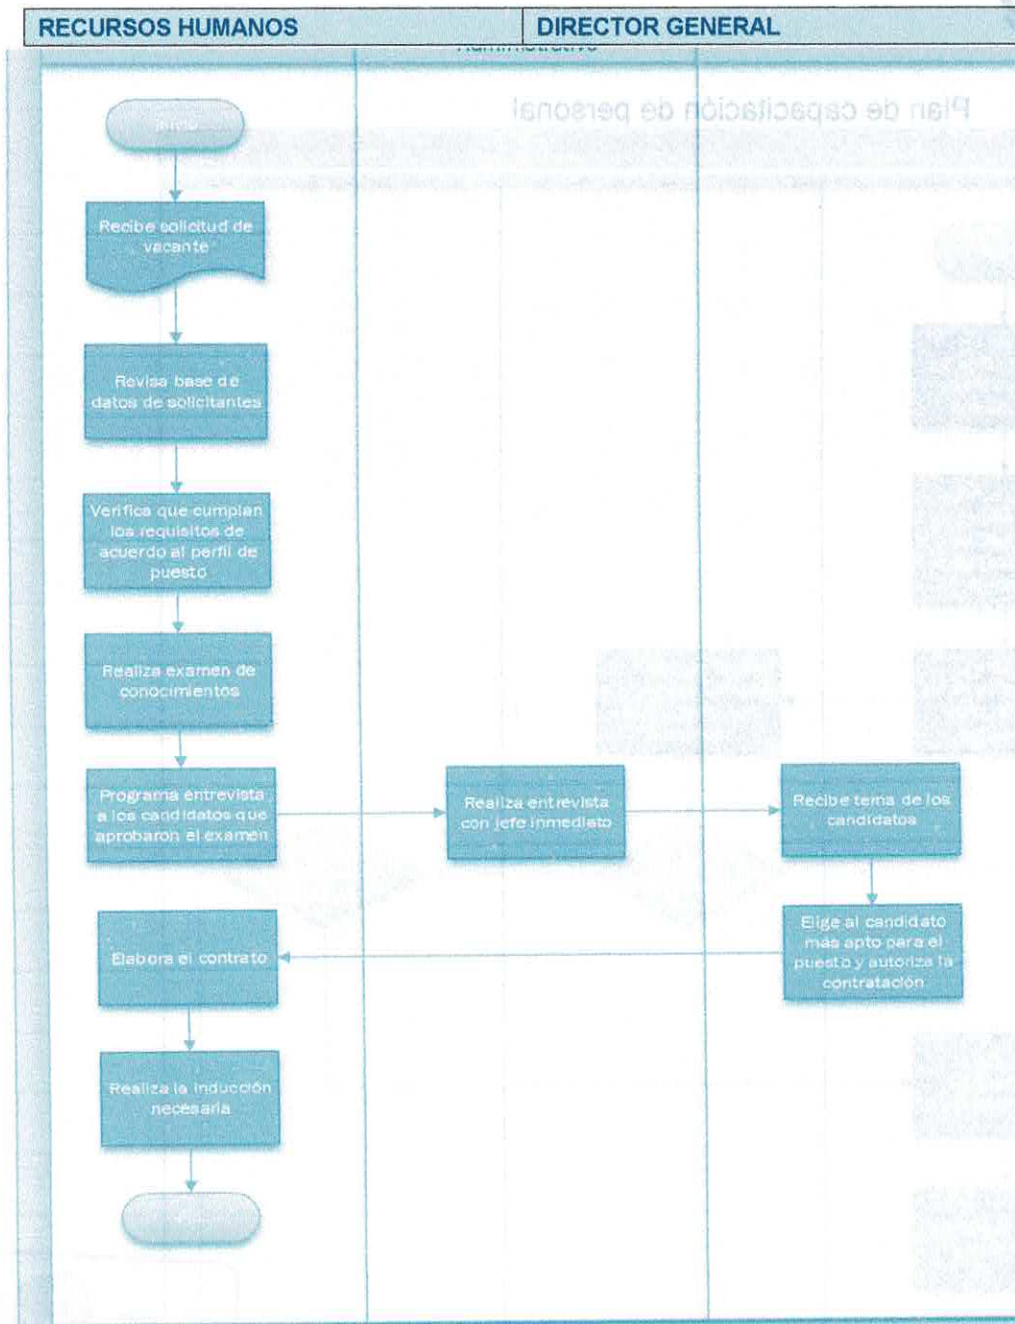 RECURSOS HUMANOS
DIRECTOR GENERAL
Administrativo
Plan de capacitación de personal
Recibe solicitud de
vacante
Revisa base de
datos de solicitantes
Verifica que cumplan
los requisitos de
acuerdo al perfil de
puesto
Realiza examen de
conocimientos
Programa entrevista
a los candidatos que
aprobaron el examen
Realiza entrevista
con jefe inmediato
Recibe terna de los
candidatos
Elabora el contrato
Elige al candidato
más apto para el
puesto y autoriza la
contratación
Realiza la inducción
necesaria